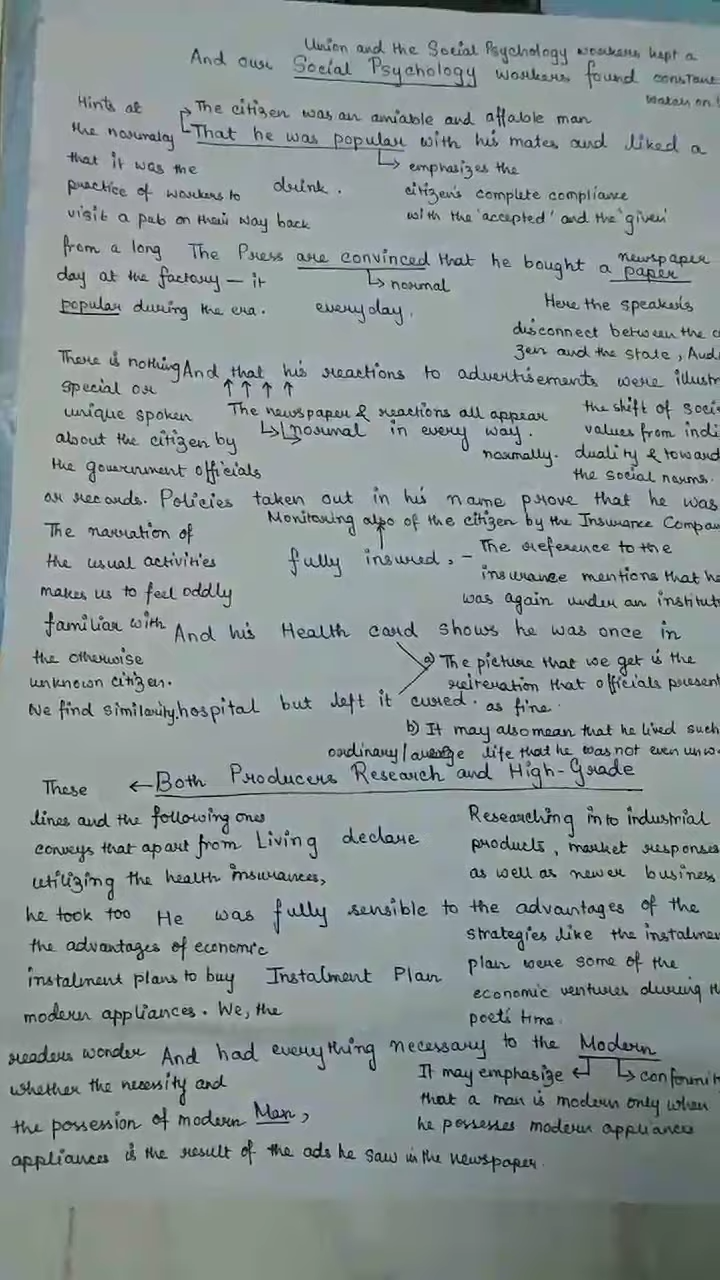 Union and the Social Psychology workers kept a
And our Social Psychology workers found constant
watch on
Hints at → The citizen was an amiable and affable man
the normalcy That he was popular with his mates and liked a
that it was the → emphasizes the
practice of workers to drink. citizen's complete compliance
visit a pub on their way back with the 'accepted' and the 'given'
from a long The Press are convinced that he bought a newspaper paper
day at the factory — it → normal
popular during the era. everyday. Here the speaker's
disconnect between the
zen and the state, Aud
There is nothing And that his reactions to advertisements were illustr
special or ↑ ↑ ↑ ↑
unique spoken The newspaper & reactions all appear the shift of soci
about the citizen by → normal in every way. values from indi
the government officials normally. duality & toward
the social norms.
or records. Policies taken out in his name prove that he was
The narration of Monitoring also of the citizen by the Insurance Compa
the usual activities fully insured, – The reference to the
makes us to feel oddly insurance mentions that he
was again under an institut
familiar with And his Health card shows he was once in
the otherwise a) The picture that we get is the
unknown citizen. reiteration that officials present
We find similarity, hospital but left it cured. as fine.
b) It may also mean that he lived such
ordinary/average life that he was not even
These ← Both Producers Research and High-Grade
lines and the following ones Researching into industrial
conveys that apart from Living declare products, market responses
utilizing the health insurances, as well as newer business
he took too He was fully sensible to the advantages of the
the advantages of economic strategies like the instalmen
instalment plans to buy Instalment Plan plan were some of the
modern appliances. We, the economic ventures during th
poet's time.
readers wonder And had everything necessary to the Modern
whether the necessity and It may emphasize ↵ → conformit
the possession of modern Man, that a man is modern only when
he possesses modern appliances
appliances is the result of the ads he saw in the newspaper.